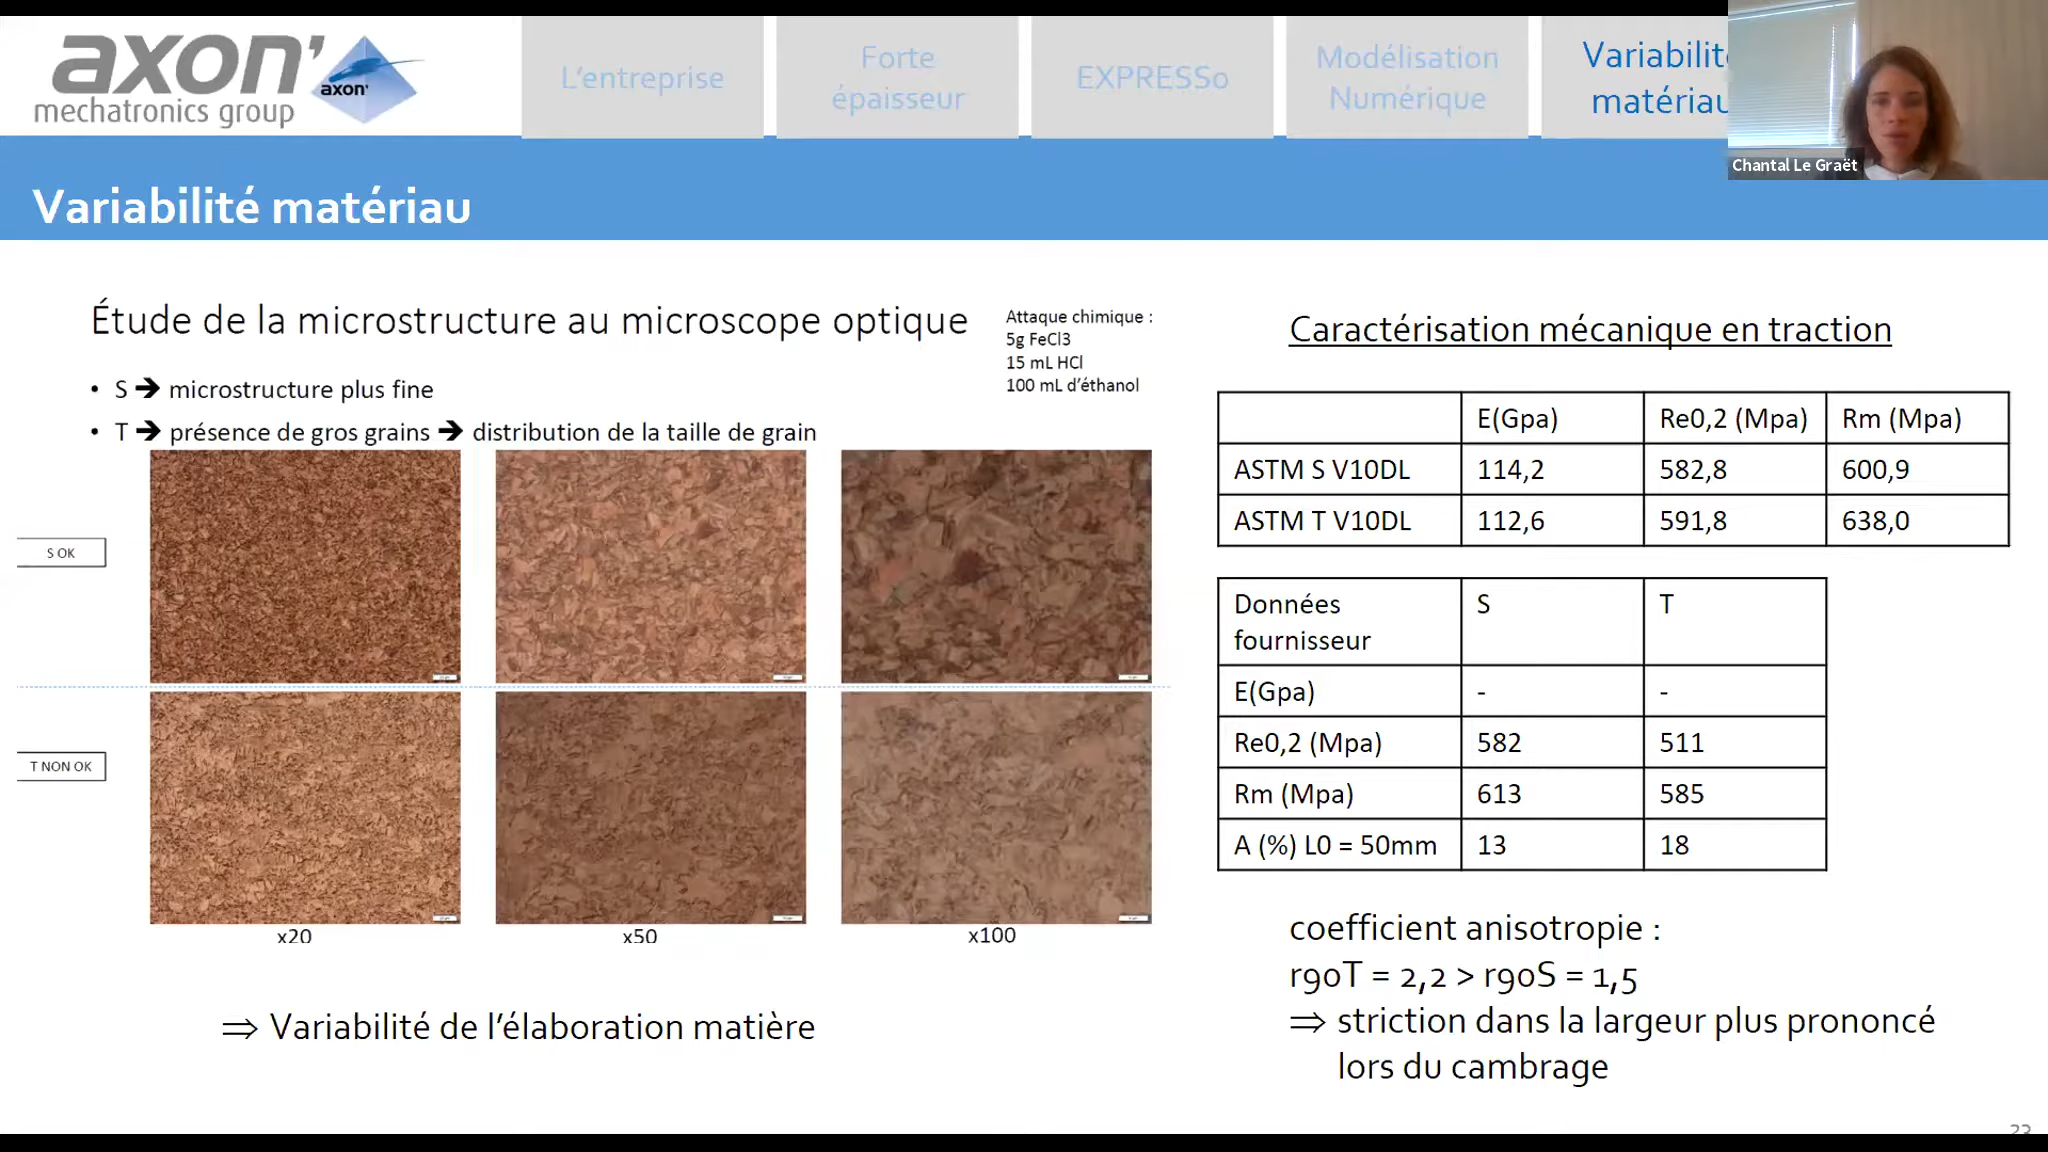 axon'
mechatronics group
axon'
L'entreprise
Forte
épaisseur
EXPRESSo
Modélisation
Numérique
Variabilit
matériau
Chantal Le Graët
Variabilité matériau
Étude de la microstructure au microscope optique
Attaque chimique :
5g FeCl3
15 mL HCl
100 mL d'éthanol
• S 🡺 microstructure plus fine
• T 🡺 présence de gros grains 🡺 distribution de la taille de grain
S OK
T NON OK
x20
x50
x100
⇒ Variabilité de l'élaboration matière
Caractérisation mécanique en traction
E(Gpa) Re0,2 (Mpa) Rm (Mpa)
ASTM S V10DL 114,2 582,8 600,9
ASTM T V10DL 112,6 591,8 638,0
Données
fournisseur
S T
E(Gpa) - -
Re0,2 (Mpa) 582 511
Rm (Mpa) 613 585
A (%) L0 = 50mm 13 18
coefficient anisotropie :
r90T = 2,2 > r90S = 1,5
⇒ striction dans la largeur plus prononcé
lors du cambrage
23